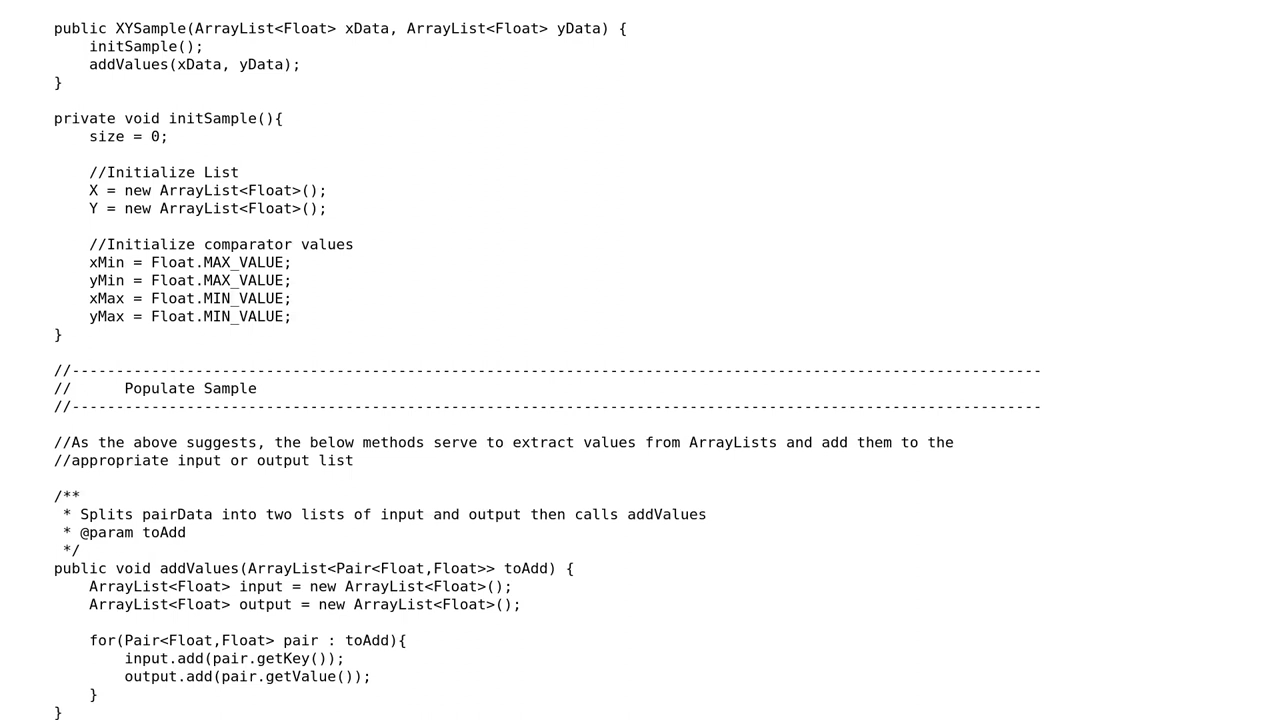 public XYSample(ArrayList<Float> xData, ArrayList<Float> yData) {
    initSample();
    addValues(xData, yData);
}

private void initSample(){
    size = 0;

    //Initialize List
    X = new ArrayList<Float>();
    Y = new ArrayList<Float>();

    //Initialize comparator values
    xMin = Float.MAX_VALUE;
    yMin = Float.MAX_VALUE;
    xMax = Float.MIN_VALUE;
    yMax = Float.MIN_VALUE;
}

//--------------------------------------------------------------------------------------------------------------
//      Populate Sample
//--------------------------------------------------------------------------------------------------------------

//As the above suggests, the below methods serve to extract values from ArrayLists and add them to the
//appropriate input or output list

/**
 * Splits pairData into two lists of input and output then calls addValues
 * @param toAdd
 */
public void addValues(ArrayList<Pair<Float,Float>> toAdd) {
    ArrayList<Float> input = new ArrayList<Float>();
    ArrayList<Float> output = new ArrayList<Float>();

    for(Pair<Float,Float> pair : toAdd){
        input.add(pair.getKey());
        output.add(pair.getValue());
    }
}